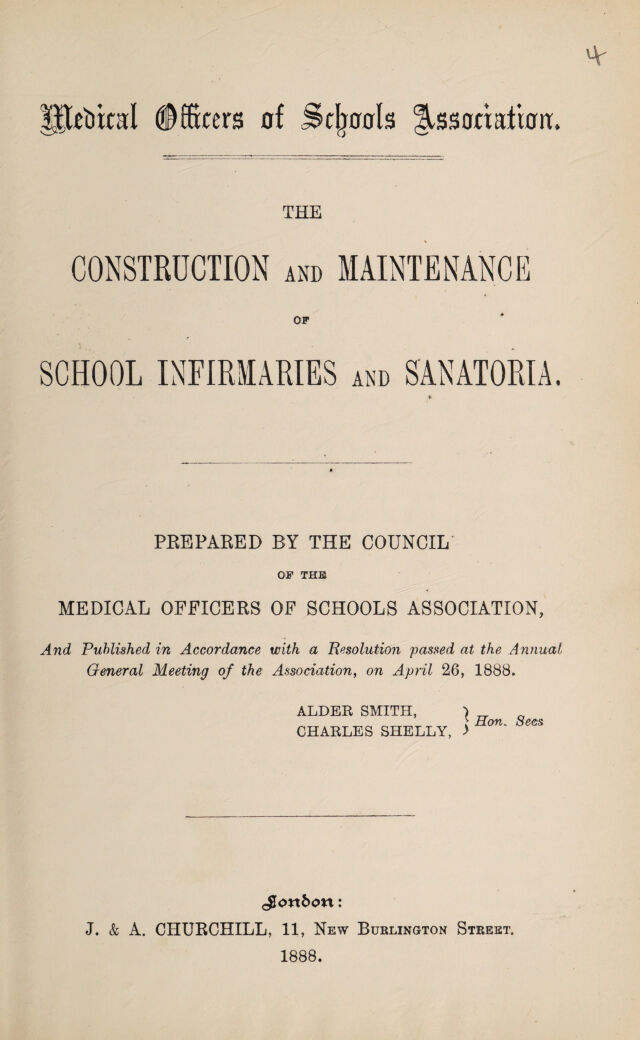 4
Medical Officers of Schools Association.
THE
CONSTRUCTION AND MAINTENANCE
OF
SCHOOL INFIRMARIES AND SANATORIA.
PREPARED BY THE COUNCIL
OF THE
MEDICAL OFFICERS OF SCHOOLS ASSOCIATION,
And Published in Accordance with a Resolution passed at the Annual
General Meeting of the Association, on April 26, 1888.
ALDER SMITH,
CHARLES SHELLY, } Hon. Secs
London:
J. & A. CHURCHILL, 11, NEW BURLINGTON STREET.
1888.